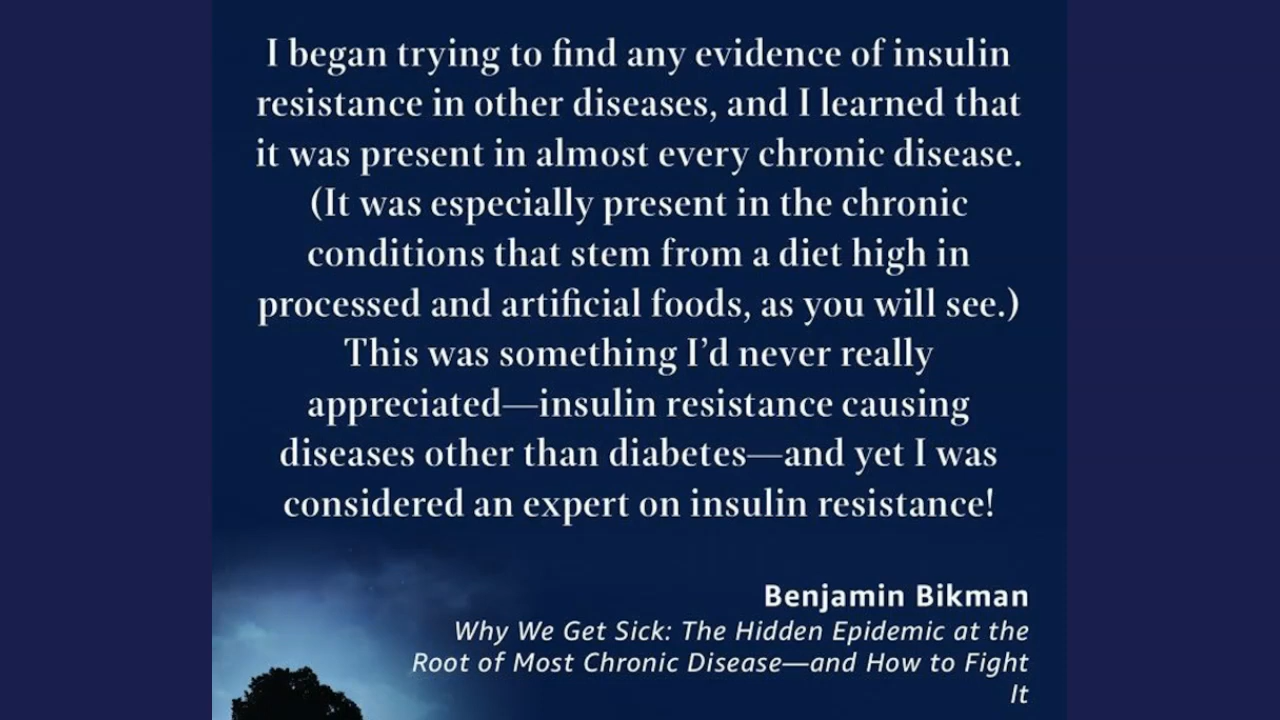 I began trying to find any evidence of insulin
resistance in other diseases, and I learned that
it was present in almost every chronic disease.
(It was especially present in the chronic
conditions that stem from a diet high in
processed and artificial foods, as you will see.)
This was something I’d never really
appreciated—insulin resistance causing
diseases other than diabetes—and yet I was
considered an expert on insulin resistance!
Benjamin Bikman
Why We Get Sick: The Hidden Epidemic at the
Root of Most Chronic Disease—and How to Fight
It